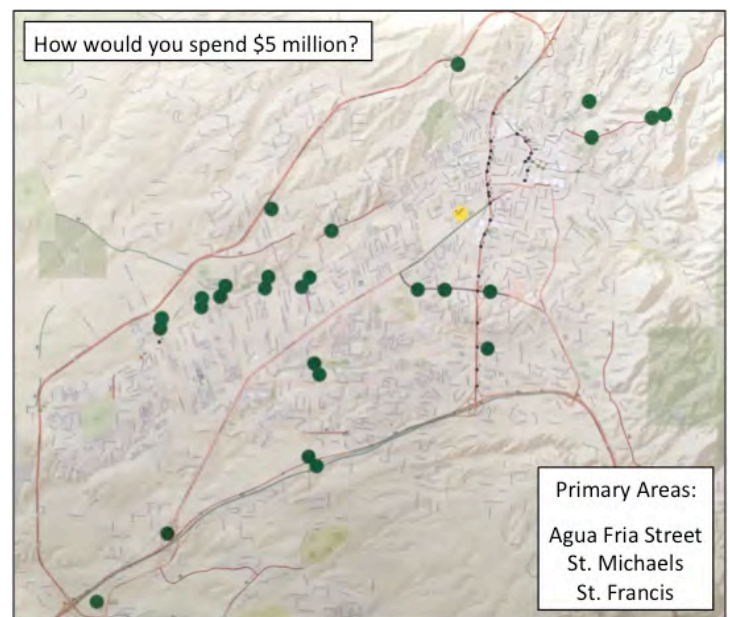 How would you spend $5 million?
Primary Areas:
Agua Fria Street
St. Michaels
St. Francis